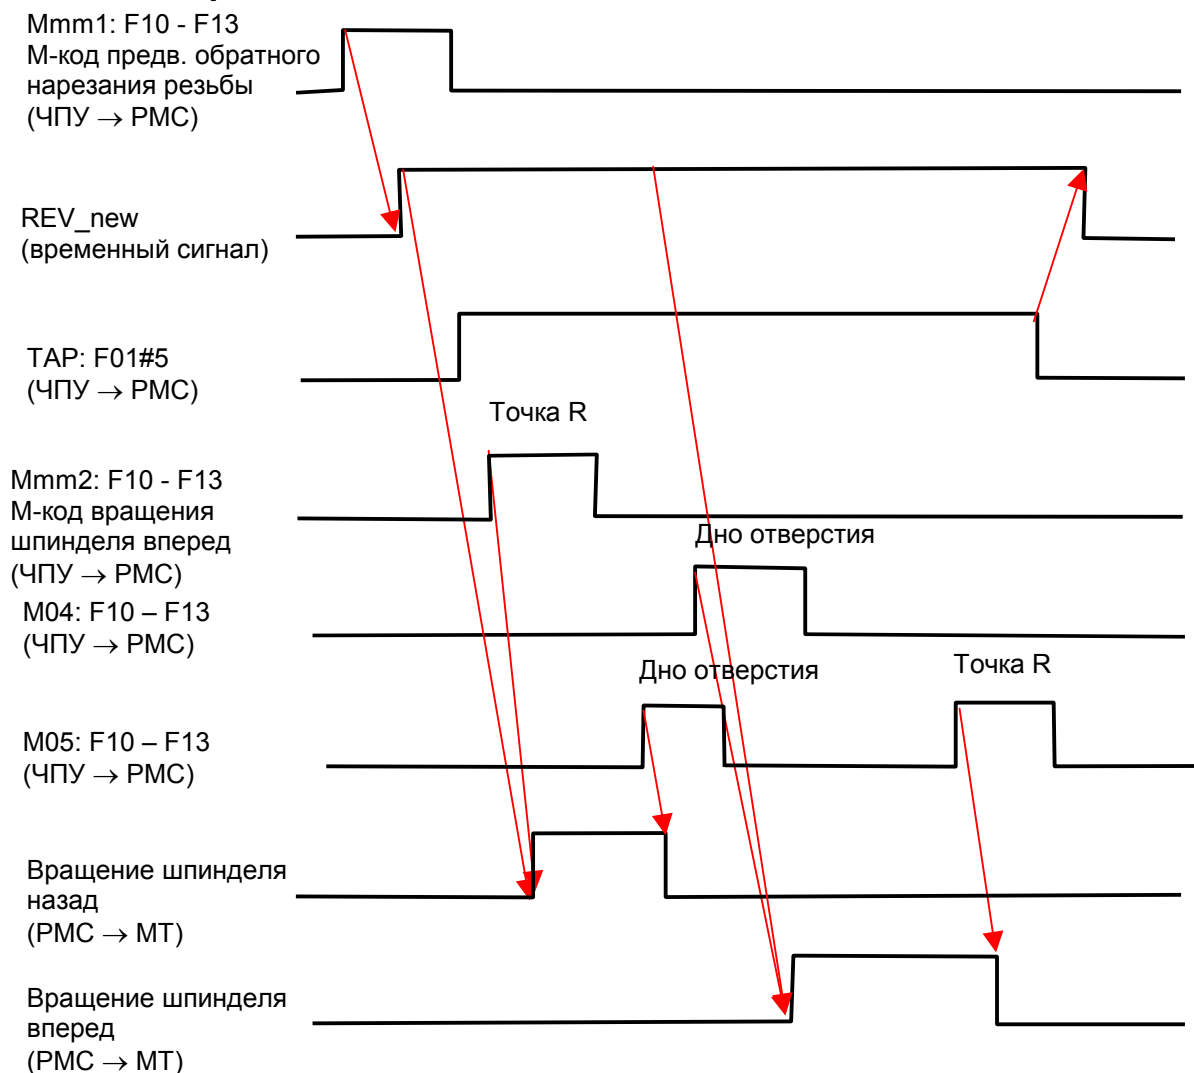 Mmm1: F10 - F13
М-код предв. обратного
нарезания резьбы
(ЧПУ → PMC)
REV_new
(временный сигнал)
TAP: F01#5
(ЧПУ → PMC)
Точка R
Mmm2: F10 - F13
М-код вращения
шпинделя вперед
(ЧПУ → PMC)
Дно отверстия
M04: F10 – F13
(ЧПУ → PMC)
Дно отверстия
Точка R
M05: F10 – F13
(ЧПУ → PMC)
Вращение шпинделя
назад
(PMC → MT)
Вращение шпинделя
вперед
(PMC → MT)